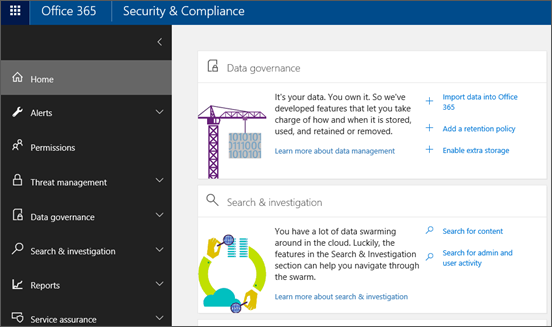 Office 365 Security & Compliance
Home
Alerts
Permissions
Threat management
Data governance
Search & investigation
Reports
Service assurance
Data governance
It's your data. You own it. So we've
developed features that let you take
charge of how and when it is stored,
used, and retained or removed.
Learn more about data management
Import data into Office
365
Add a retention policy
Enable extra storage
010101
011100
010101
Search & investigation
You have a lot of data swarming
around in the cloud. Luckily, the
features in the Search & Investigation
section can help you navigate through
the swarm.
Learn more about search & investigation
Search for content
Search for admin and
user activity